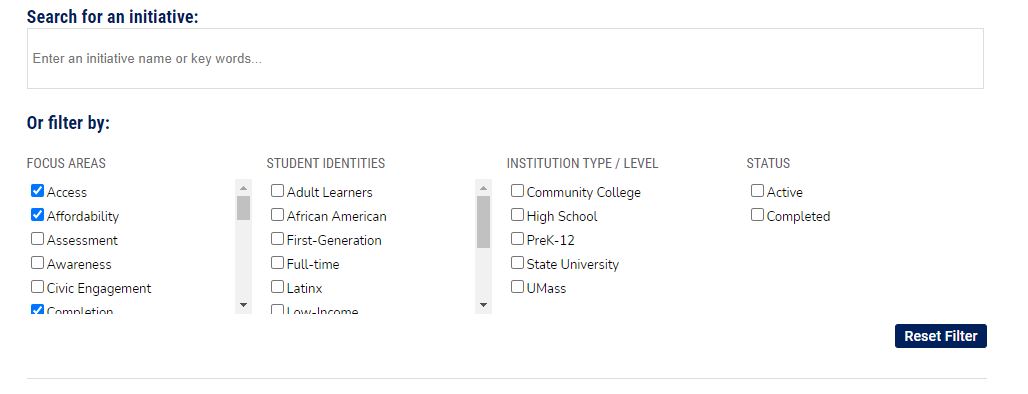 Search for an initiative:
Enter an initiative name or key words...
Or filter by:
FOCUS AREAS
Access
Affordability
Assessment
Awareness
Civic Engagement
Completion
STUDENT IDENTITIES
Adult Learners
African American
First-Generation
Full-time
Latinx
Low-Income
INSTITUTION TYPE / LEVEL
Community College
High School
PreK-12
State University
UMass
STATUS
Active
Completed
Reset Filter